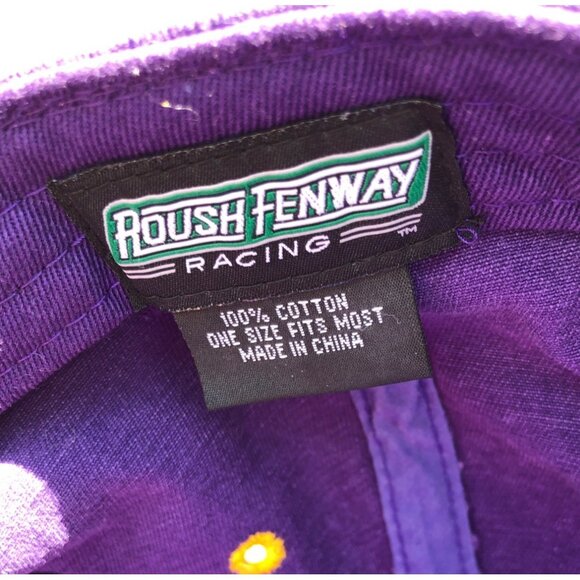 ROUSH FENWAY
RACING ™
100% COTTON
ONE SIZE FITS MOST
MADE IN CHINA